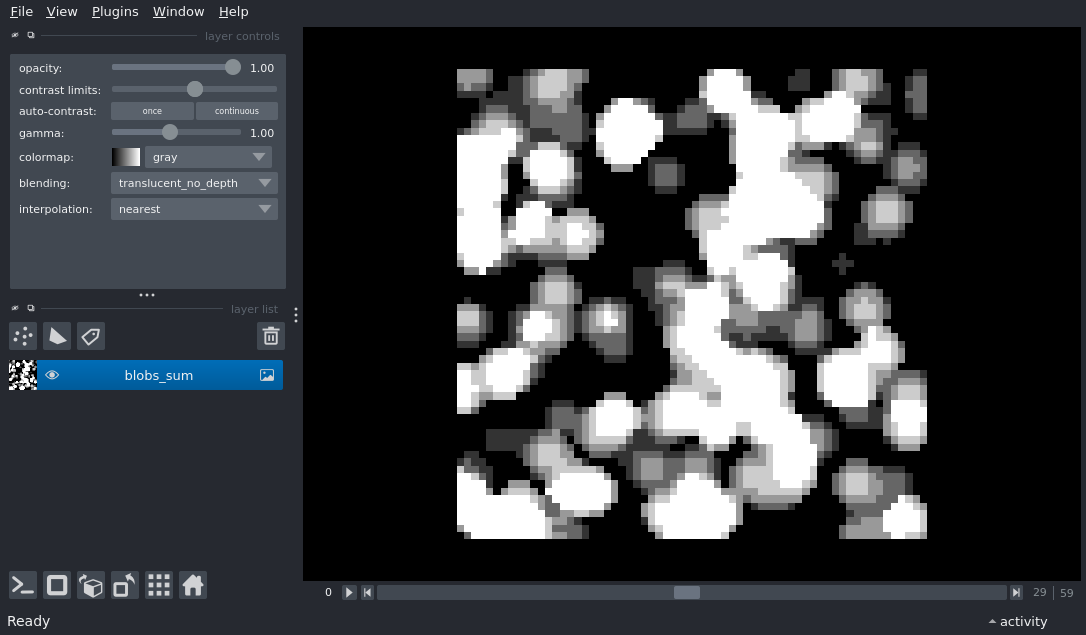 File View Plugins Window Help
layer controls
opacity: 1.00
contrast limits:
auto-contrast: once continuous
gamma: 1.00
colormap: gray
blending: translucent_no_depth
interpolation: nearest
layer list
blobs_sum
0 29 59
Ready activity